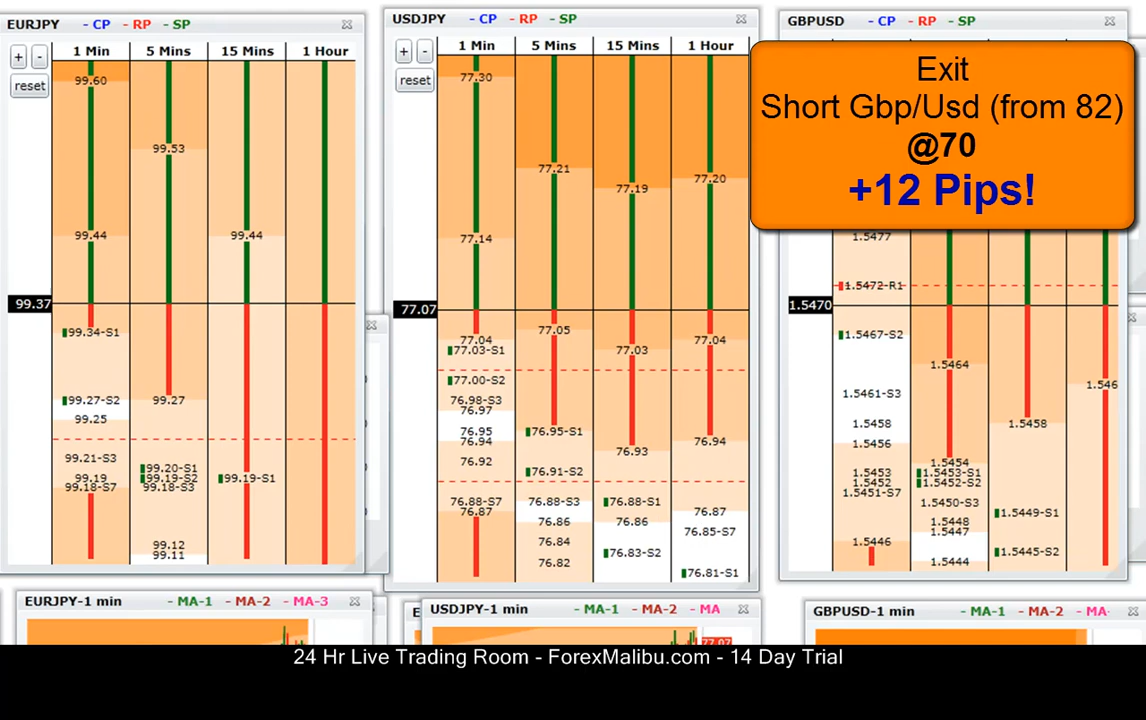 EURJPY - CP - RP - SP
+ - 1 Min 5 Mins 15 Mins 1 Hour
reset
99.60
99.53
99.44 99.44
99.37
99.34-S1
99.27-S2 99.27
99.25
99.21-S3
99.20-S1
99.19 99.19-S2 99.19-S1
99.18-S7 99.18-S3
99.12
99.11
USDJPY - CP - RP - SP
+ - 1 Min 5 Mins 15 Mins 1 Hour
reset
77.30
77.21
77.20
77.19
77.14
77.07
77.05
77.04 77.04
77.03-S1 77.03
77.00-S2
76.98-S3
76.97
76.95 76.95-S1
76.94 76.94
76.93
76.92
76.91-S2
76.88-S7 76.88-S3 76.88-S1
76.87 76.87
76.86 76.86
76.85-S7
76.84
76.83-S2
76.82
76.81-S1
GBPUSD - CP - RP - SP
Exit
Short Gbp/Usd (from 82)
@70
+12 Pips!
1.5477
1.5472-R1
1.5470
1.5467-S2
1.5464
1.546
1.5461-S3
1.5458 1.5458
1.5456
1.5454
1.5453 1.5453-S1
1.5452 1.5452-S2
1.5451-S7
1.5450-S3
1.5449-S1
1.5448
1.5447
1.5446
1.5445-S2
1.5444
EURJPY-1 min - MA-1 - MA-2 - MA-3
USDJPY-1 min - MA-1 - MA-2 - MA
77.07
GBPUSD-1 min - MA-1 - MA-2 - MA-
24 Hr Live Trading Room - ForexMalibu.com - 14 Day Trial